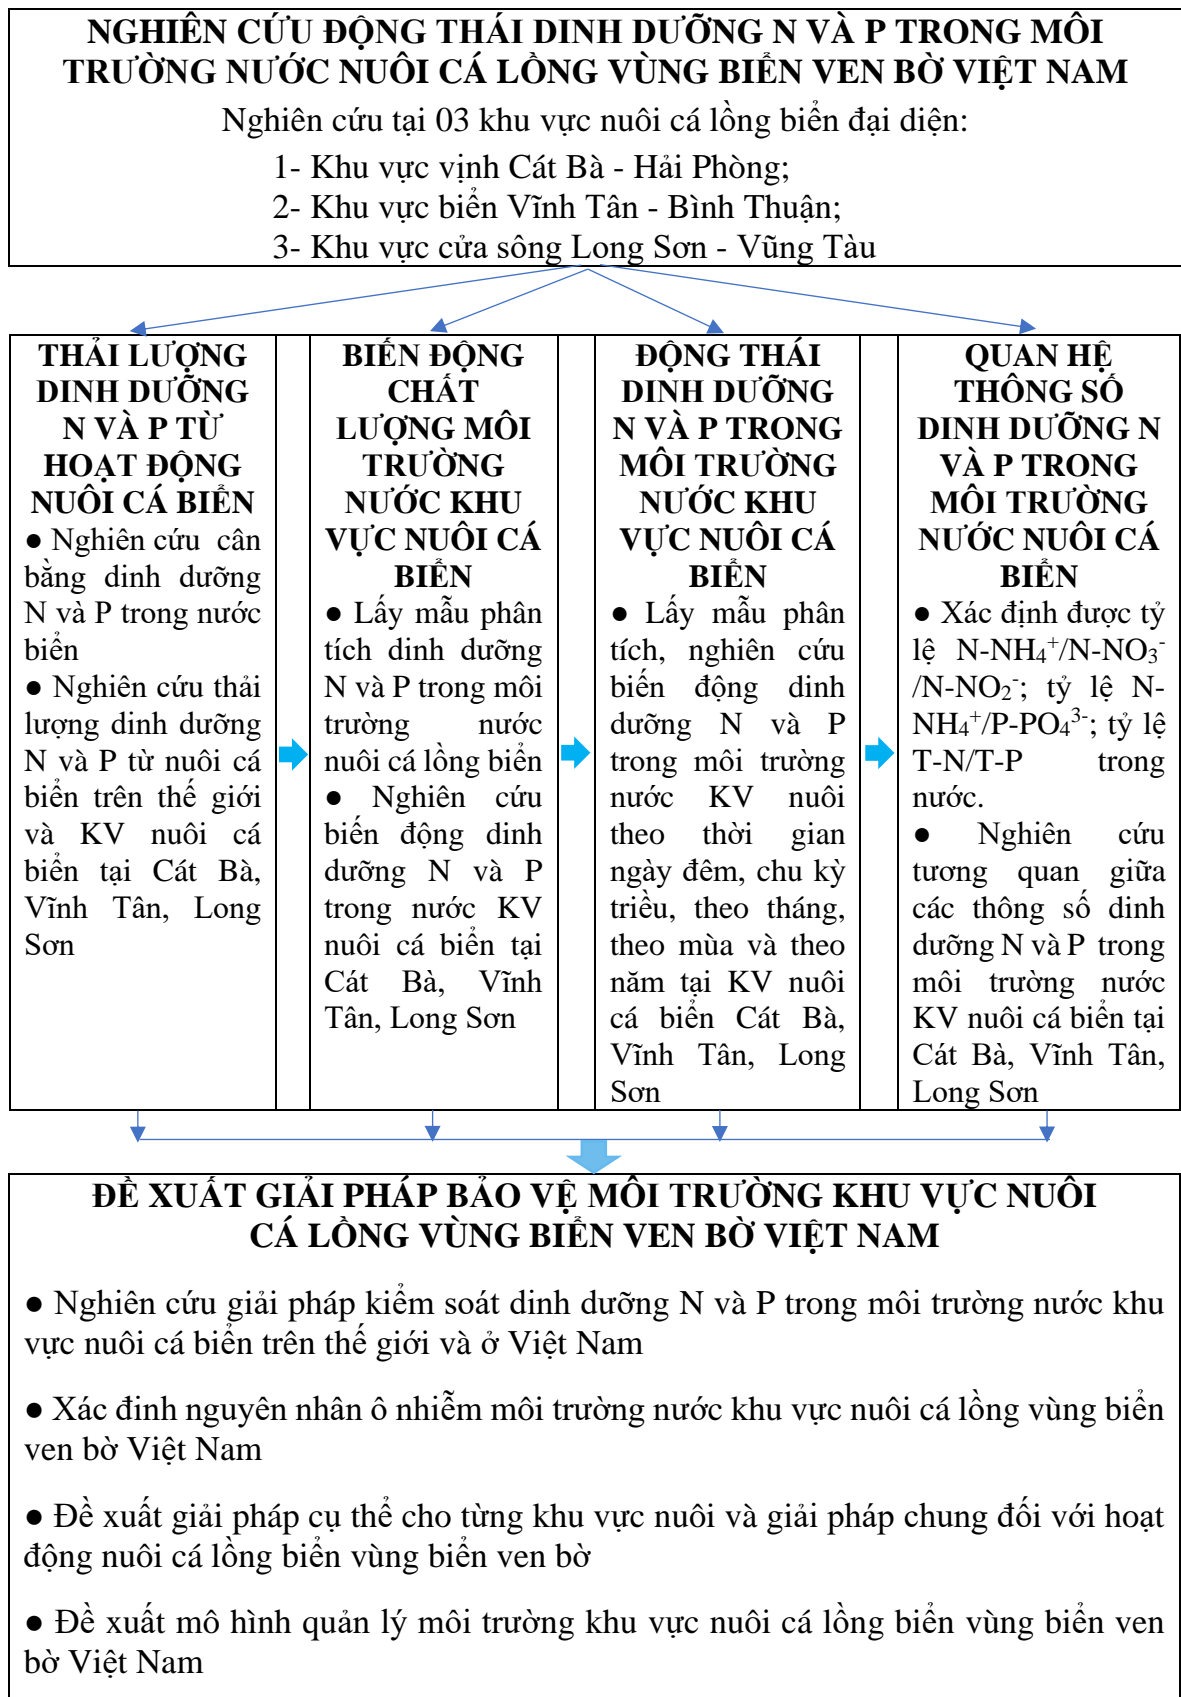 NGHIÊN CỨU ĐỘNG THÁI DINH DƯỠNG N VÀ P TRONG MÔI
TRƯỜNG NƯỚC NUÔI CÁ LỒNG VÙNG BIỂN VEN BỜ VIỆT NAM
Nghiên cứu tại 03 khu vực nuôi cá lồng biển đại diện:
1- Khu vực vịnh Cát Bà - Hải Phòng;
2- Khu vực biển Vĩnh Tân - Bình Thuận;
3- Khu vực cửa sông Long Sơn - Vũng Tàu
THẢI LƯỢNG
DINH DƯỠNG
N VÀ P TỪ
HOẠT ĐỘNG
NUÔI CÁ BIỂN
● Nghiên cứu cân
bằng dinh dưỡng
N và P trong nước
biển
● Nghiên cứu thải
lượng dinh dưỡng
N và P từ nuôi cá
biển trên thế giới
và KV nuôi cá
biển tại Cát Bà,
Vĩnh Tân, Long
Sơn
BIẾN ĐỘNG
CHẤT
LƯỢNG MÔI
TRƯỜNG
NƯỚC KHU
VỰC NUÔI CÁ
BIỂN
● Lấy mẫu phân
tích dinh dưỡng
N và P trong môi
trường nước
nuôi cá lồng biển
● Nghiên cứu
biến động dinh
dưỡng N và P
trong nước KV
nuôi cá biển tại
Cát Bà, Vĩnh
Tân, Long Sơn
ĐỘNG THÁI
DINH DƯỠNG
N VÀ P TRONG
MÔI TRƯỜNG
NƯỚC KHU
VỰC NUÔI CÁ
BIỂN
● Lấy mẫu phân
tích, nghiên cứu
biến động dinh
dưỡng N và P
trong môi trường
nước KV nuôi
theo thời gian
ngày đêm, chu kỳ
triều, theo tháng,
theo mùa và theo
năm tại KV nuôi
cá biển Cát Bà,
Vĩnh Tân, Long
Sơn
QUAN HỆ
THÔNG SỐ
DINH DƯỠNG N
VÀ P TRONG
MÔI TRƯỜNG
NƯỚC NUÔI CÁ
BIỂN
● Xác định được tỷ
lệ N-NH₄⁺/N-NO₃⁻
/N-NO₂⁻; tỷ lệ N-
NH₄⁺/P-PO₄³⁻; tỷ lệ
T-N/T-P trong
nước.
● Nghiên cứu
tương quan giữa
các thông số dinh
dưỡng N và P trong
môi trường nước
KV nuôi cá biển tại
Cát Bà, Vĩnh Tân,
Long Sơn
ĐỀ XUẤT GIẢI PHÁP BẢO VỆ MÔI TRƯỜNG KHU VỰC NUÔI
CÁ LỒNG VÙNG BIỂN VEN BỜ VIỆT NAM
● Nghiên cứu giải pháp kiểm soát dinh dưỡng N và P trong môi trường nước khu
vực nuôi cá biển trên thế giới và ở Việt Nam
● Xác đinh nguyên nhân ô nhiễm môi trường nước khu vực nuôi cá lồng vùng biển
ven bờ Việt Nam
● Đề xuất giải pháp cụ thể cho từng khu vực nuôi và giải pháp chung đối với hoạt
động nuôi cá lồng biển vùng biển ven bờ
● Đề xuất mô hình quản lý môi trường khu vực nuôi cá lồng biển vùng biển ven
bờ Việt Nam